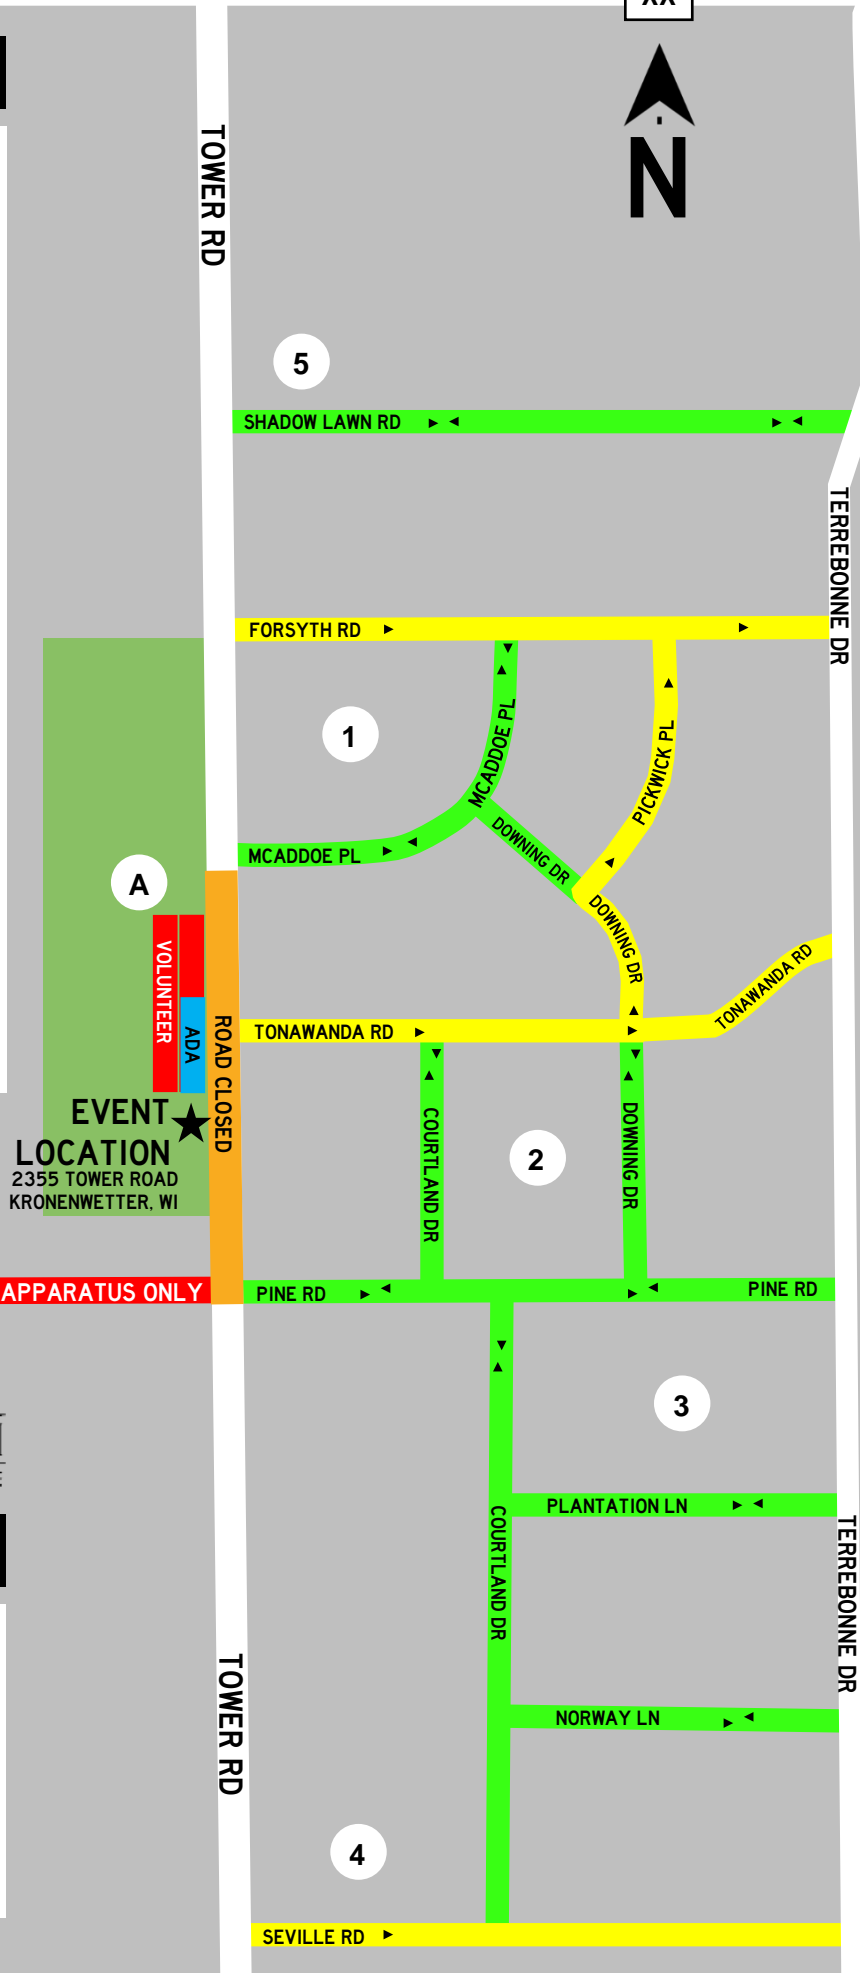 XX
N
TOWER RD
5
SHADOW LAWN RD
TERREBONNE DR
FORSYTH RD
1
MCADDOE PL
PICKWICK PL
DOWNING DR
MCADDOE PL
A
DOWNING DR
VOLUNTEER
ADA
ROAD CLOSED
TONAWANDA RD
TONAWANDA RD
EVENT
LOCATION
2355 TOWER ROAD
KRONENWETTER, WI
COURTLAND DR
2
DOWNING DR
APPARATUS ONLY
PINE RD
PINE RD
3
PLANTATION LN
COURTLAND DR
TERREBONNE DR
TOWER RD
NORWAY LN
4
SEVILLE RD